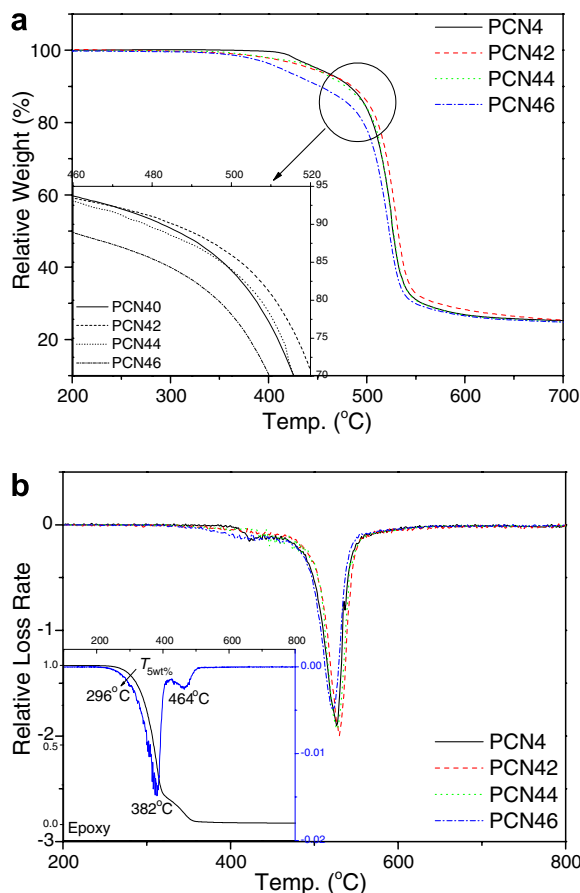 a
PCN4
PCN42
PCN44
PCN46
Relative Weight (%)
100
80
60
40
20
460 480 500 520
95
90
85
80
75
70
PCN40
PCN42
PCN44
PCN46
200 300 400 500 600 700
Temp. (°C)
b
Relative Loss Rate
0
-1
-2
-3
200 400 600 800
1.0
0.5
0.0
0.00
-0.01
-0.02
T5wt%
296°C
464°C
382°C
Epoxy
PCN4
PCN42
PCN44
PCN46
200 400 600 800
Temp. (°C)